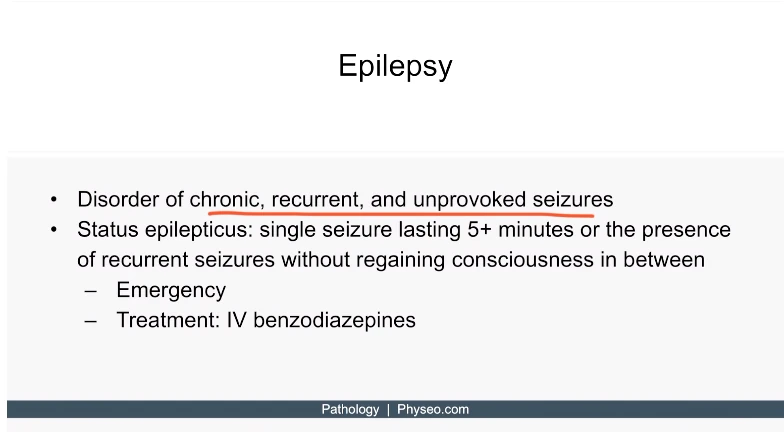 Epilepsy
• Disorder of chronic, recurrent, and unprovoked seizures
• Status epilepticus: single seizure lasting 5+ minutes or the presence
of recurrent seizures without regaining consciousness in between
– Emergency
– Treatment: IV benzodiazepines
Pathology | Physeo.com